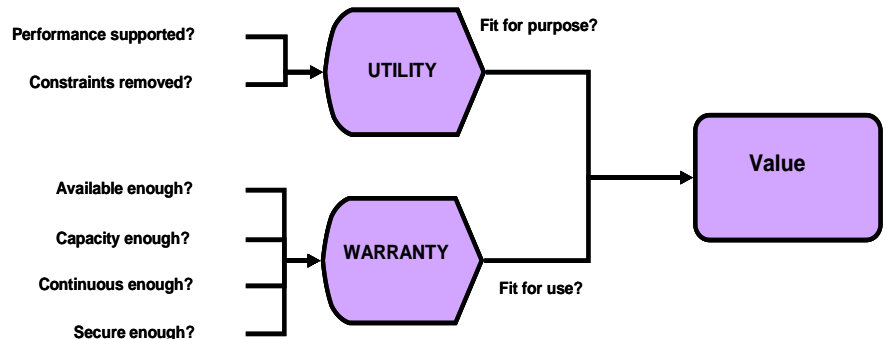 Performance supported?
Constraints removed?
UTILITY
Fit for purpose?
Available enough?
Capacity enough?
Continuous enough?
Secure enough?
WARRANTY
Fit for use?
Value